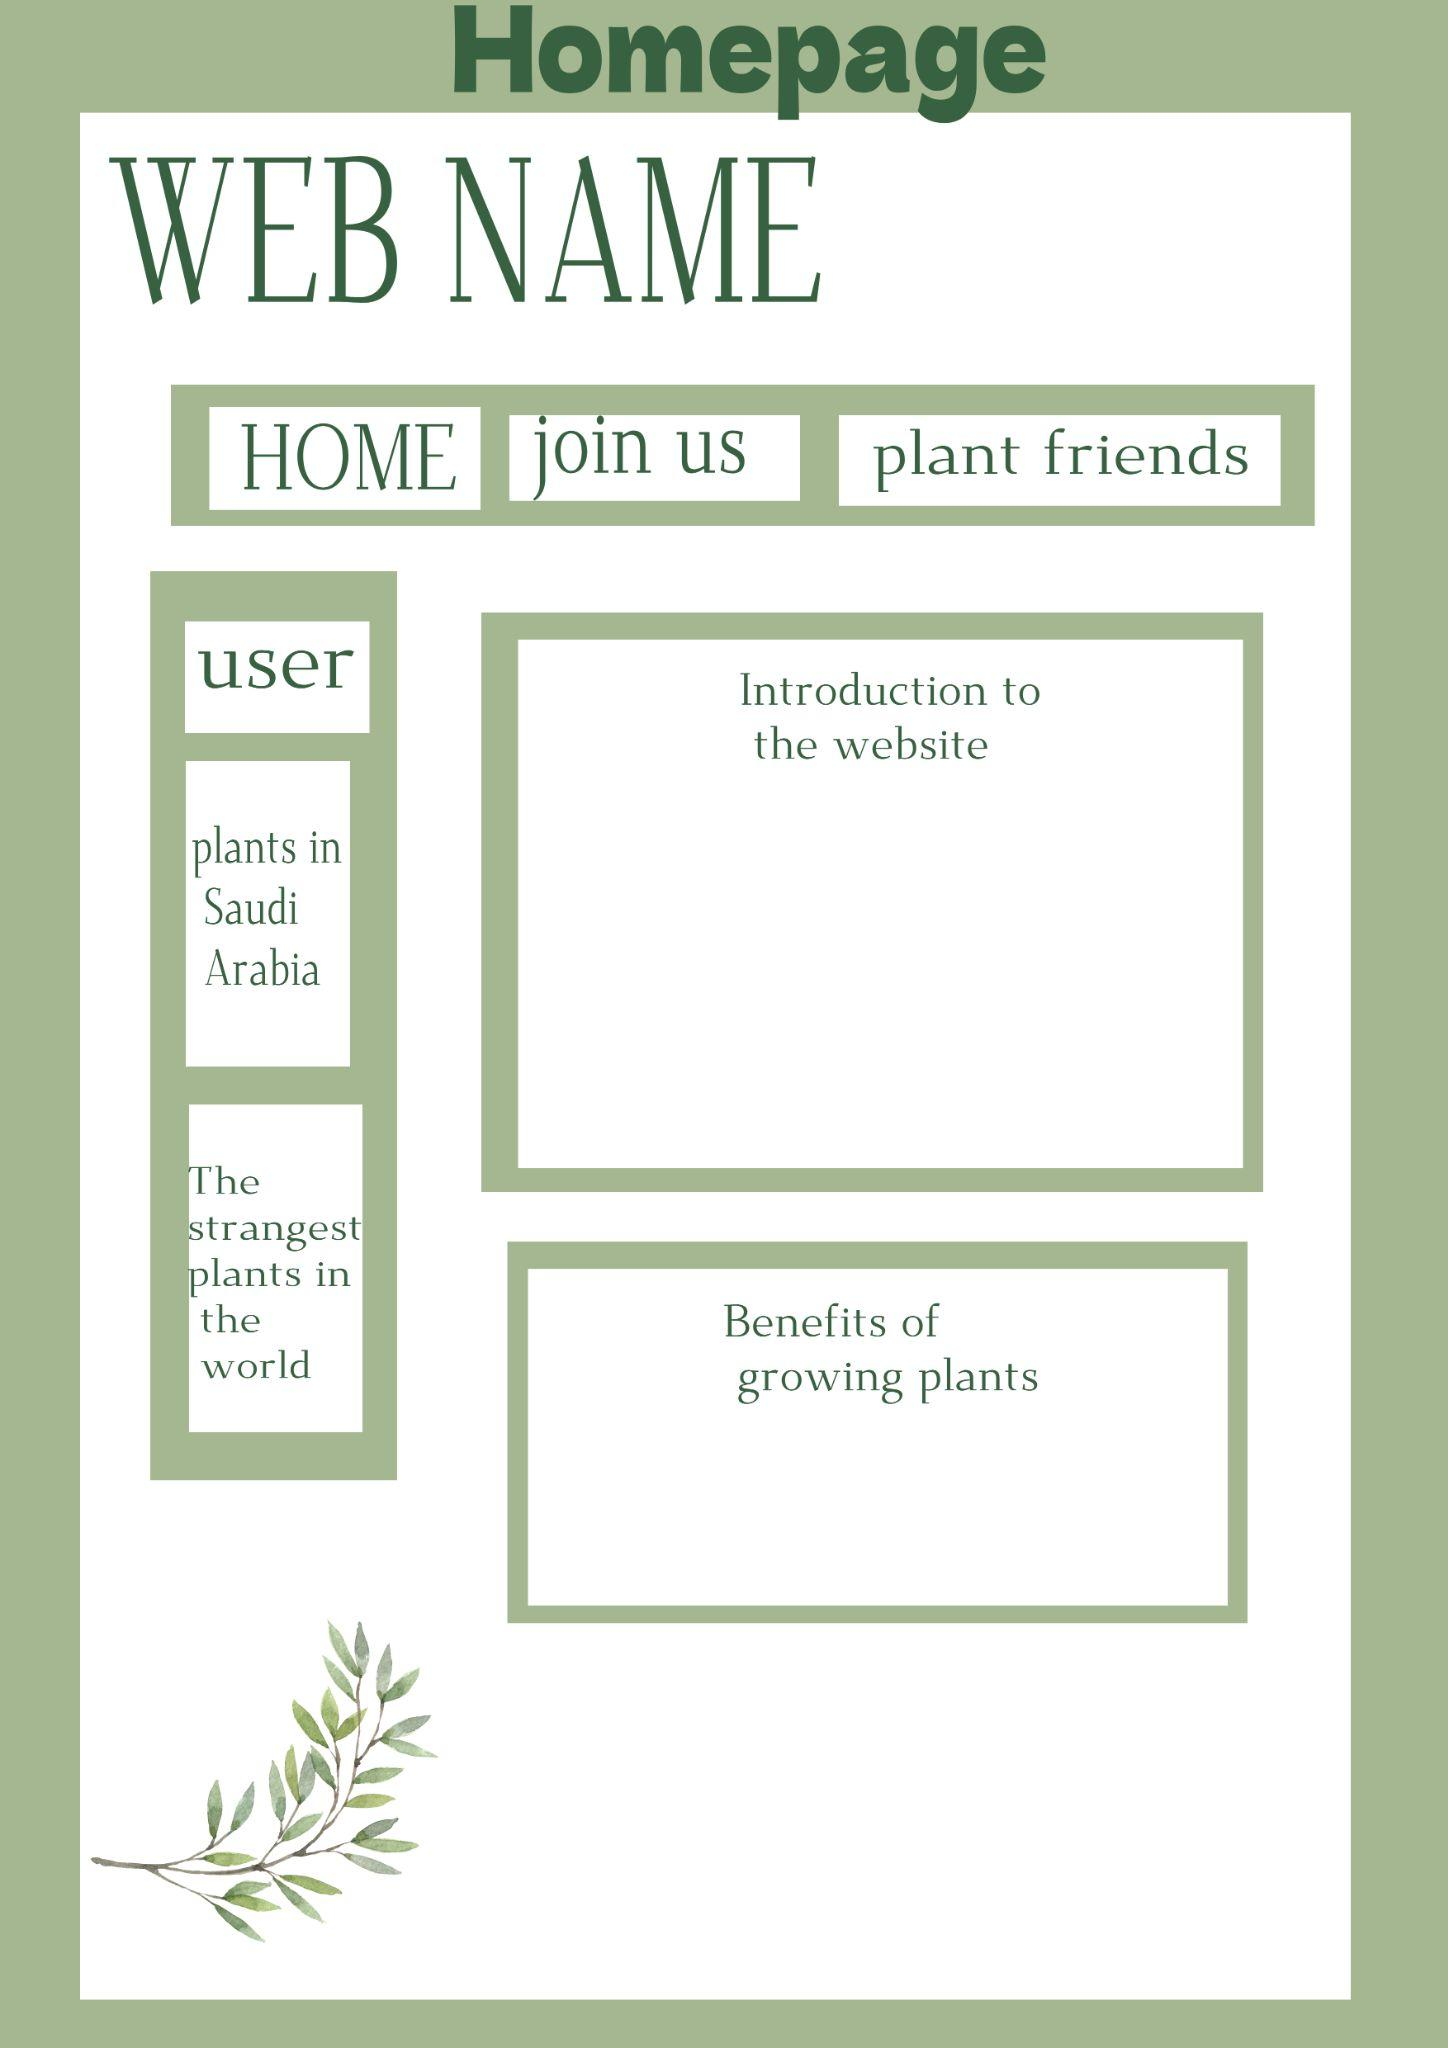 Homepage
WEB NAME
HOME
join us
plant friends
user
plants in
Saudi
Arabia
The
strangest
plants in
the
world
Introduction to
the website
Benefits of
growing plants